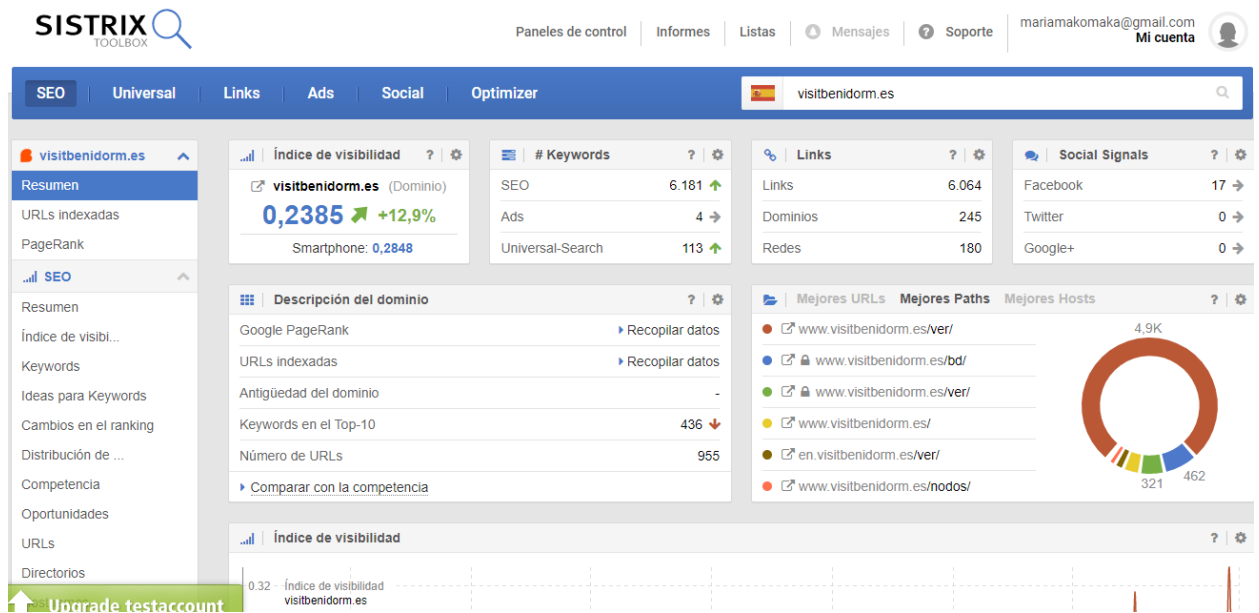 SISTRIX
TOOLBOX
Paneles de control
Informes
Listas
Mensajes
? Soporte
mariamakomaka@gmail.com
Mi cuenta
SEO
Universal
Links
Ads
Social
Optimizer
visitbenidorm.es
visitbenidorm.es
Resumen
URLs indexadas
PageRank
SEO
Resumen
Índice de visibi...
Keywords
Ideas para Keywords
Cambios en el ranking
Distribución de ...
Competencia
Oportunidades
URLs
Directorios
Upgrade testaccount
Índice de visibilidad ?
visitbenidorm.es (Dominio)
0,2385 +12,9%
Smartphone: 0,2848
# Keywords ?
SEO 6.181
Ads 4
Universal-Search 113
Links ?
Links 6.064
Dominios 245
Redes 180
Social Signals ?
Facebook 17
Twitter 0
Google+ 0
Descripción del dominio ?
Google PageRank Recopilar datos
URLs indexadas Recopilar datos
Antigüedad del dominio -
Keywords en el Top-10 436
Número de URLs 955
Comparar con la competencia
Mejores URLs Mejores Paths Mejores Hosts ?
www.visitbenidorm.es/ver/
www.visitbenidorm.es/bd/
www.visitbenidorm.es/ver/
www.visitbenidorm.es/
en.visitbenidorm.es/ver/
www.visitbenidorm.es/nodos/
4,9K
462
321
Índice de visibilidad ?
0.32
Índice de visibilidad
visitbenidorm.es